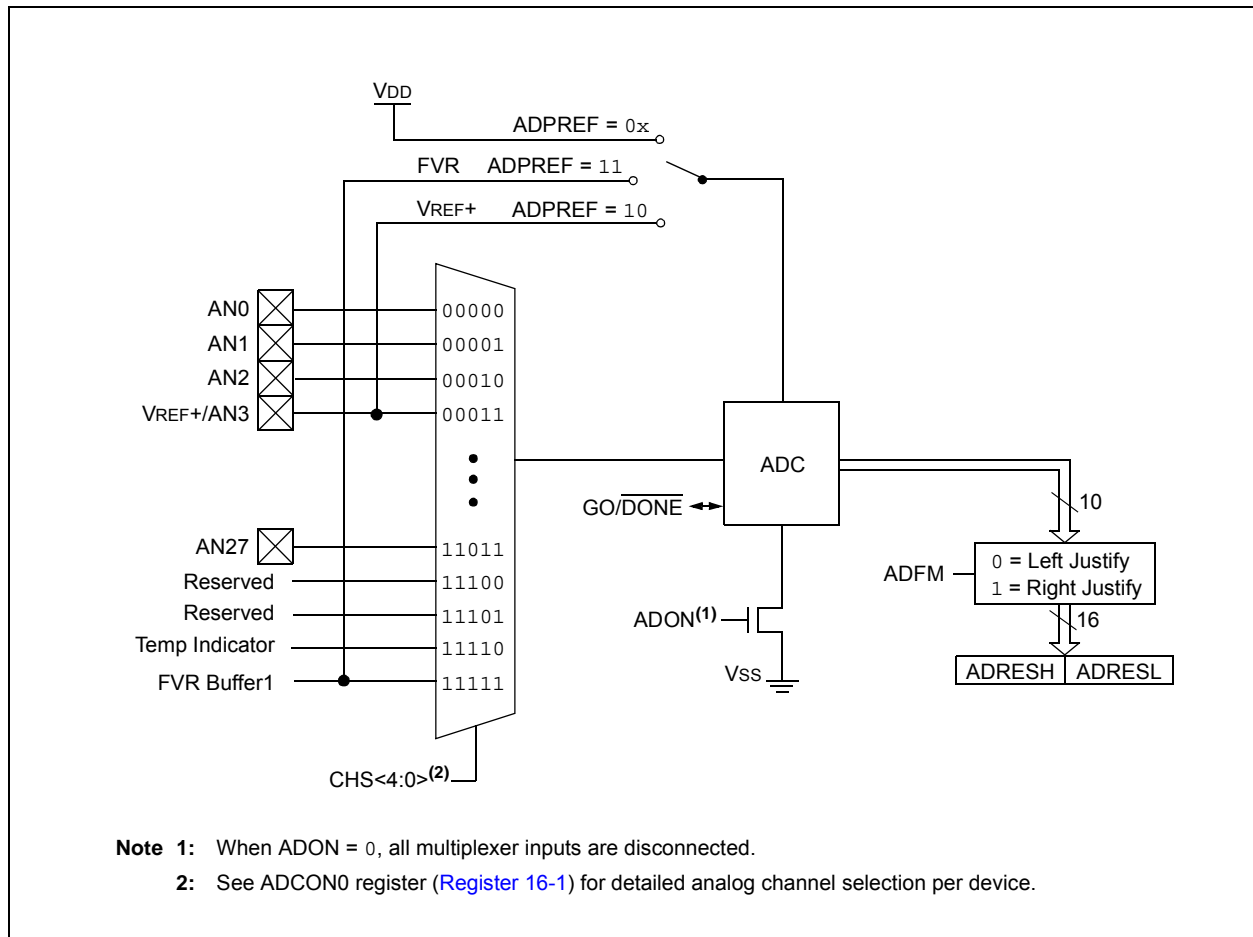 VDD
ADPREF = 0x
FVR ADPREF = 11
VREF+ ADPREF = 10
AN0 00000
AN1 00001
AN2 00010
VREF+/AN3 00011
ADC
GO/DONE
10
AN27 11011
Reserved 11100
Reserved 11101
Temp Indicator 11110
FVR Buffer1 11111
ADFM
0 = Left Justify
1 = Right Justify
16
ADON(1)
VSS
ADRESH ADRESL
CHS<4:0>(2)
Note 1: When ADON = 0, all multiplexer inputs are disconnected.
2: See ADCON0 register (Register 16-1) for detailed analog channel selection per device.